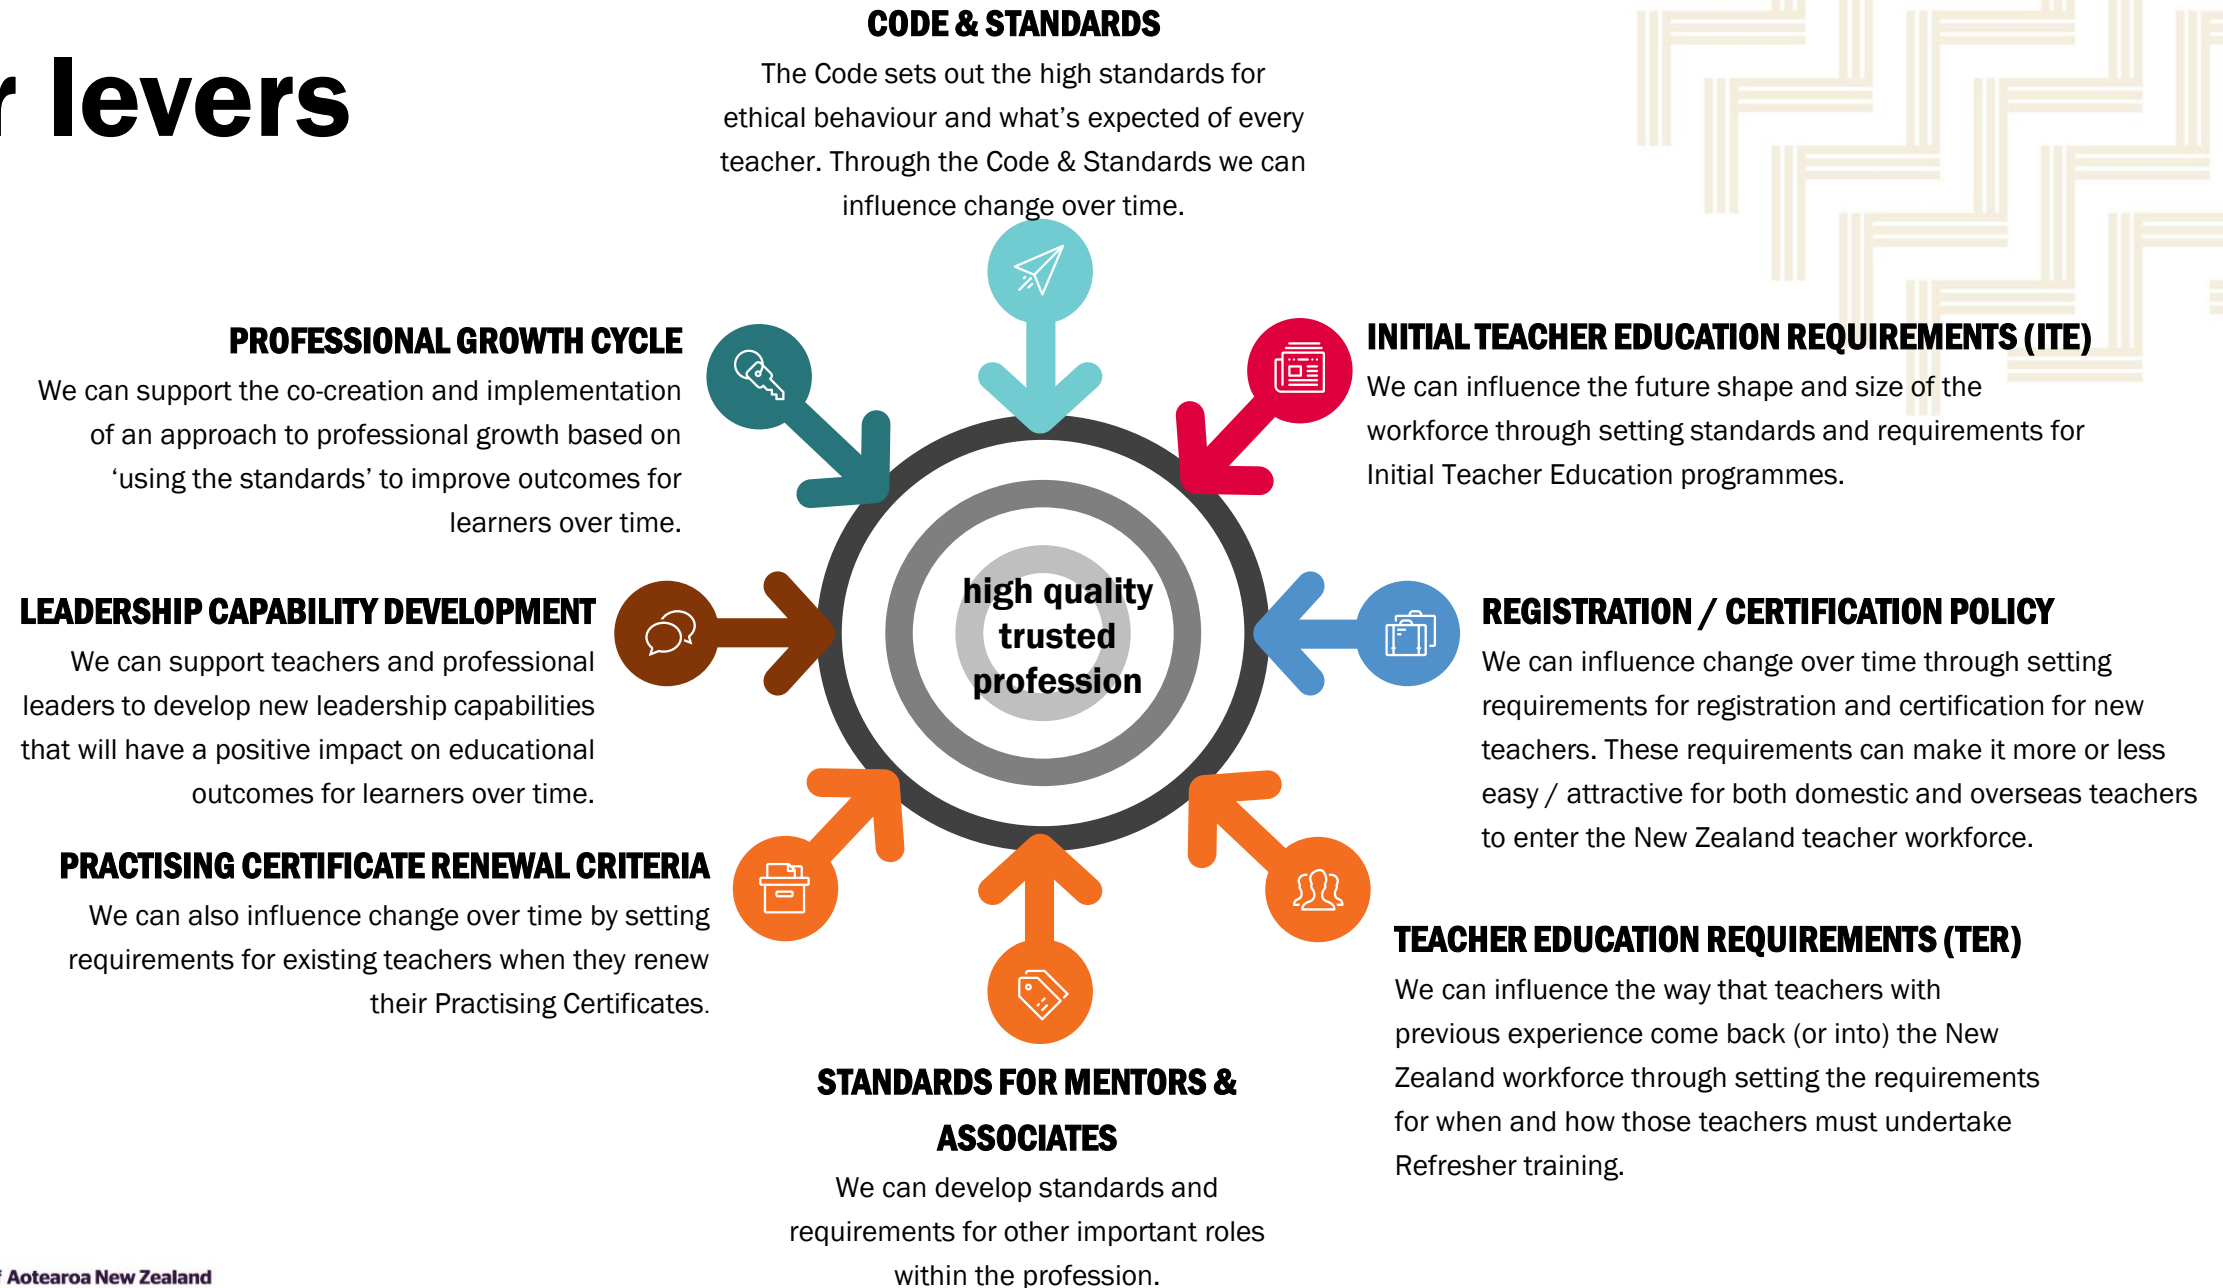 r levers
CODE & STANDARDS
The Code sets out the high standards for
ethical behaviour and what's expected of every
teacher. Through the Code & Standards we can
influence change over time.
PROFESSIONAL GROWTH CYCLE
We can support the co-creation and implementation
of an approach to professional growth based on
‘using the standards’ to improve outcomes for
learners over time.
INITIAL TEACHER EDUCATION REQUIREMENTS (ITE)
We can influence the future shape and size of the
workforce through setting standards and requirements for
Initial Teacher Education programmes.
LEADERSHIP CAPABILITY DEVELOPMENT
We can support teachers and professional
leaders to develop new leadership capabilities
that will have a positive impact on educational
outcomes for learners over time.
high quality
trusted
profession
REGISTRATION / CERTIFICATION POLICY
We can influence change over time through setting
requirements for registration and certification for new
teachers. These requirements can make it more or less
easy / attractive for both domestic and overseas teachers
to enter the New Zealand teacher workforce.
PRACTISING CERTIFICATE RENEWAL CRITERIA
We can also influence change over time by setting
requirements for existing teachers when they renew
their Practising Certificates.
TEACHER EDUCATION REQUIREMENTS (TER)
We can influence the way that teachers with
previous experience come back (or into) the New
Zealand workforce through setting the requirements
for when and how those teachers must undertake
Refresher training.
STANDARDS FOR MENTORS &
ASSOCIATES
We can develop standards and
requirements for other important roles
within the profession.
Aotearoa New Zealand